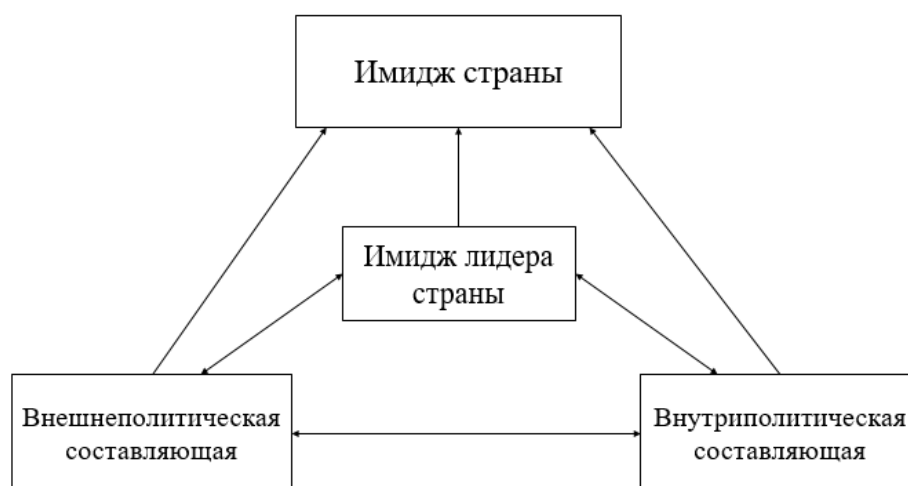 Имидж страны
Имидж лидера
страны
Внешнеполитическая
составляющая
Внутриполитическая
составляющая